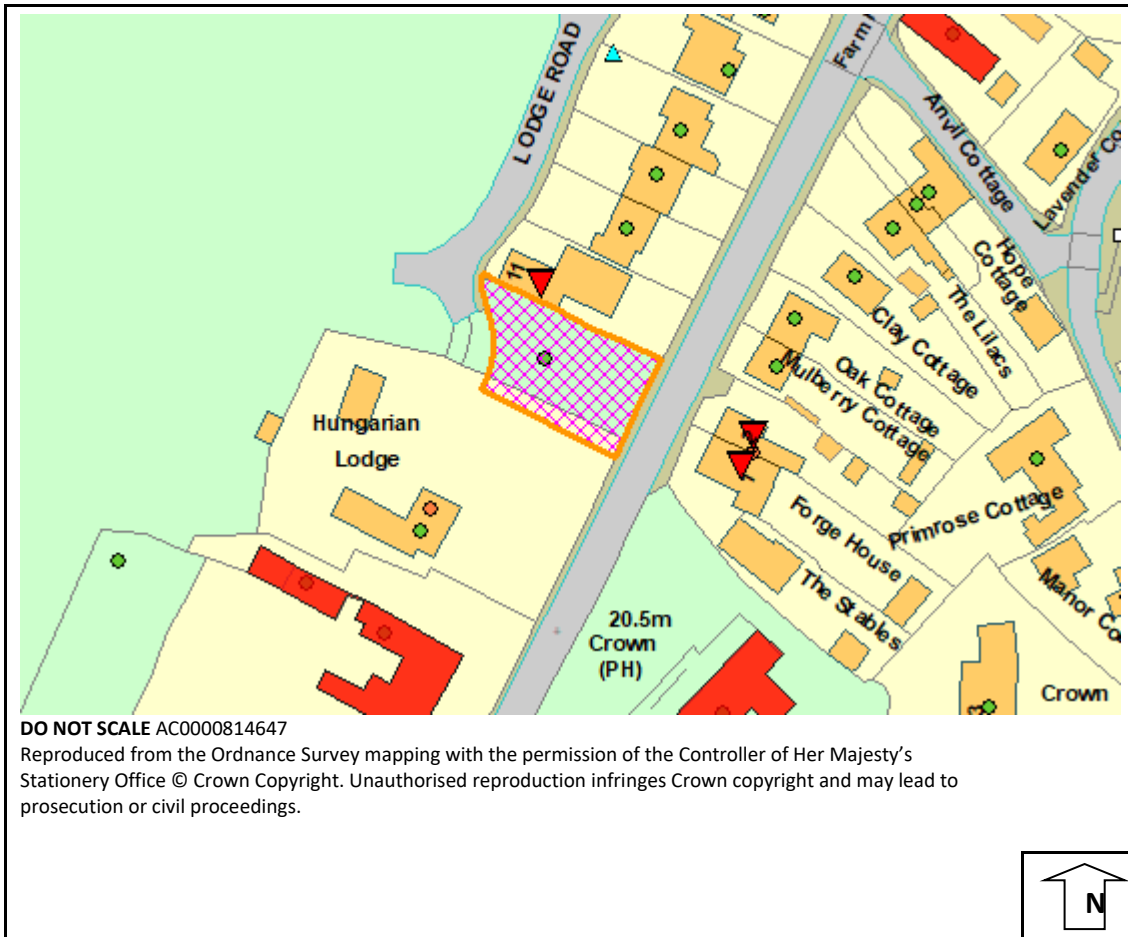 LODGE ROAD
Farm
Anvil Cottage
Lavender Co
11
Hope
Cottage
The Lilacs
Clay Cottage
Oak Cottage
Mulberry Cottage
Hungarian
Lodge
Forge House
Primrose Cottage
The Stables
Manor Co
20.5m
Crown
(PH)
Crown
DO NOT SCALE AC0000814647
Reproduced from the Ordnance Survey mapping with the permission of the Controller of Her Majesty’s
Stationery Office © Crown Copyright. Unauthorised reproduction infringes Crown copyright and may lead to
prosecution or civil proceedings.
N